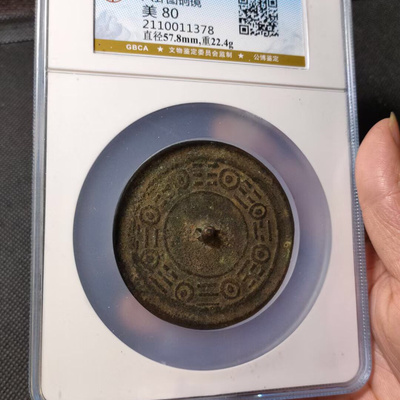 美 80
2110011378
直径57.8mm,重22.4g
GBCA ★ 文物鉴定委员会监制 ★ 公博鉴定